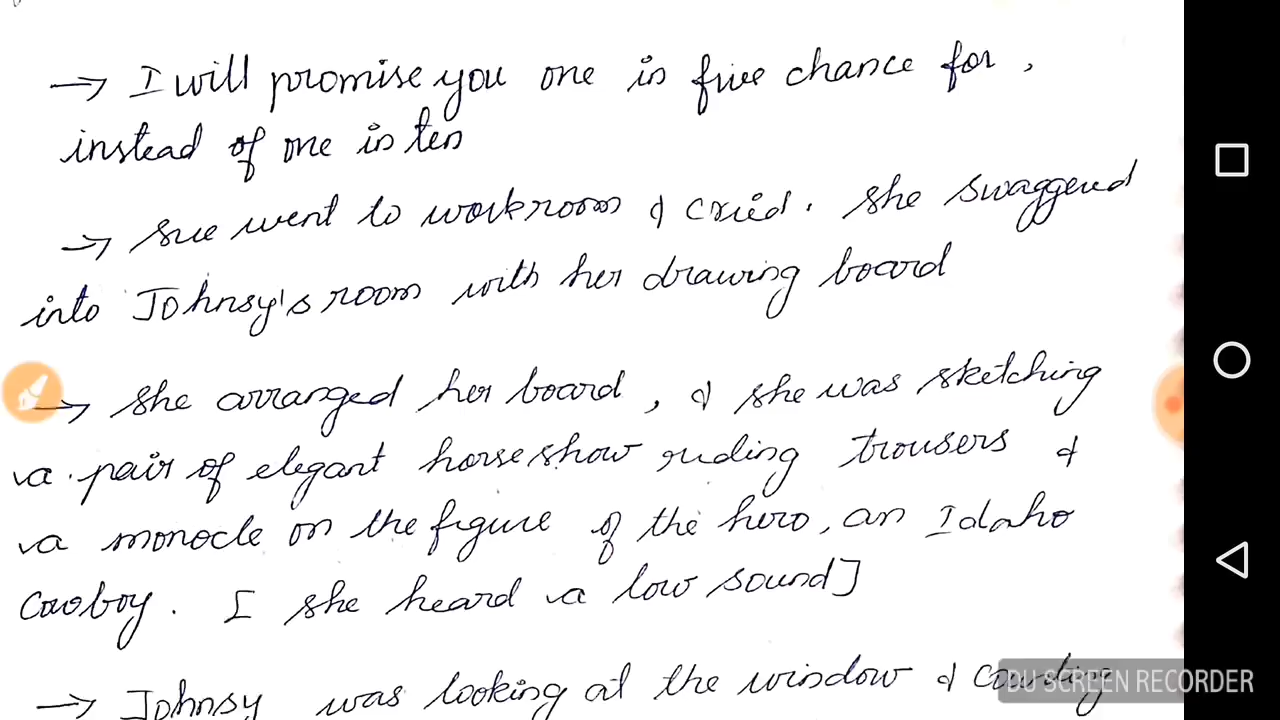 → I will promise you one in five chance for,
instead of one in ten
→ Sue went to workroom & cried. She swaggered
into Johnsy's room with her drawing board
→ She arranged her board, & she was sketching
a pair of elegant horseshow riding trousers &
a monocle on the figure of the hero, an Idaho
Cowboy. [ She heard a low sound]
→ Johnsy was looking at the window & counting
DU SCREEN RECORDER